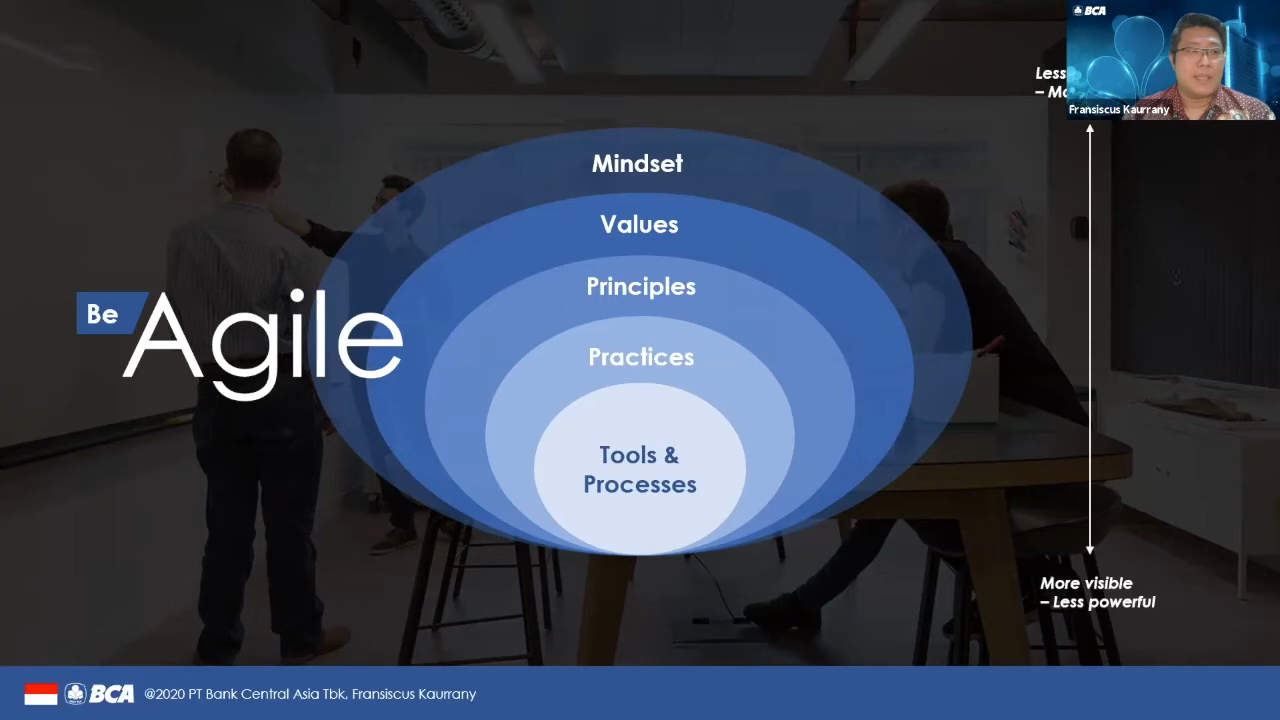 BCA
Less
Fransiscus Kaurrany
Mindset
Values
Principles
Practices
Tools &
Processes
Be
Agile
More visible
– Less powerful
BCA
@2020 PT Bank Central Asia Tbk, Fransiscus Kaurrany